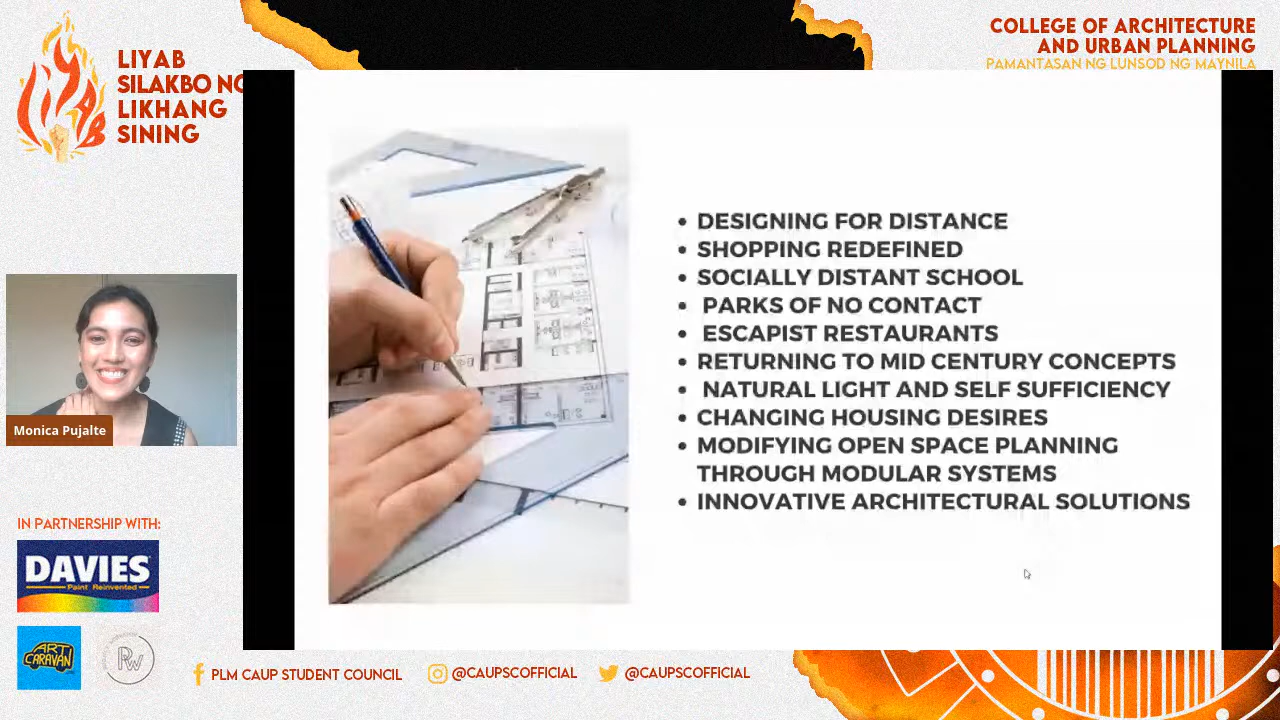 LIYAB
SILAKBO NG
LIKHANG
SINING
COLLEGE OF ARCHITECTURE
AND URBAN PLANNING
PAMANTASAN NG LUNSOD NG MAYNILA
• DESIGNING FOR DISTANCE
• SHOPPING REDEFINED
• SOCIALLY DISTANT SCHOOL
• PARKS OF NO CONTACT
• ESCAPIST RESTAURANTS
• RETURNING TO MID CENTURY CONCEPTS
• NATURAL LIGHT AND SELF SUFFICIENCY
• CHANGING HOUSING DESIRES
• MODIFYING OPEN SPACE PLANNING
THROUGH MODULAR SYSTEMS
• INNOVATIVE ARCHITECTURAL SOLUTIONS
Monica Pujalte
IN PARTNERSHIP WITH:
DAVIES
Paint Reinvented
ART
CARAVAN
PW
PLM CAUP STUDENT COUNCIL
@CAUPSCOFFICIAL
@CAUPSCOFFICIAL